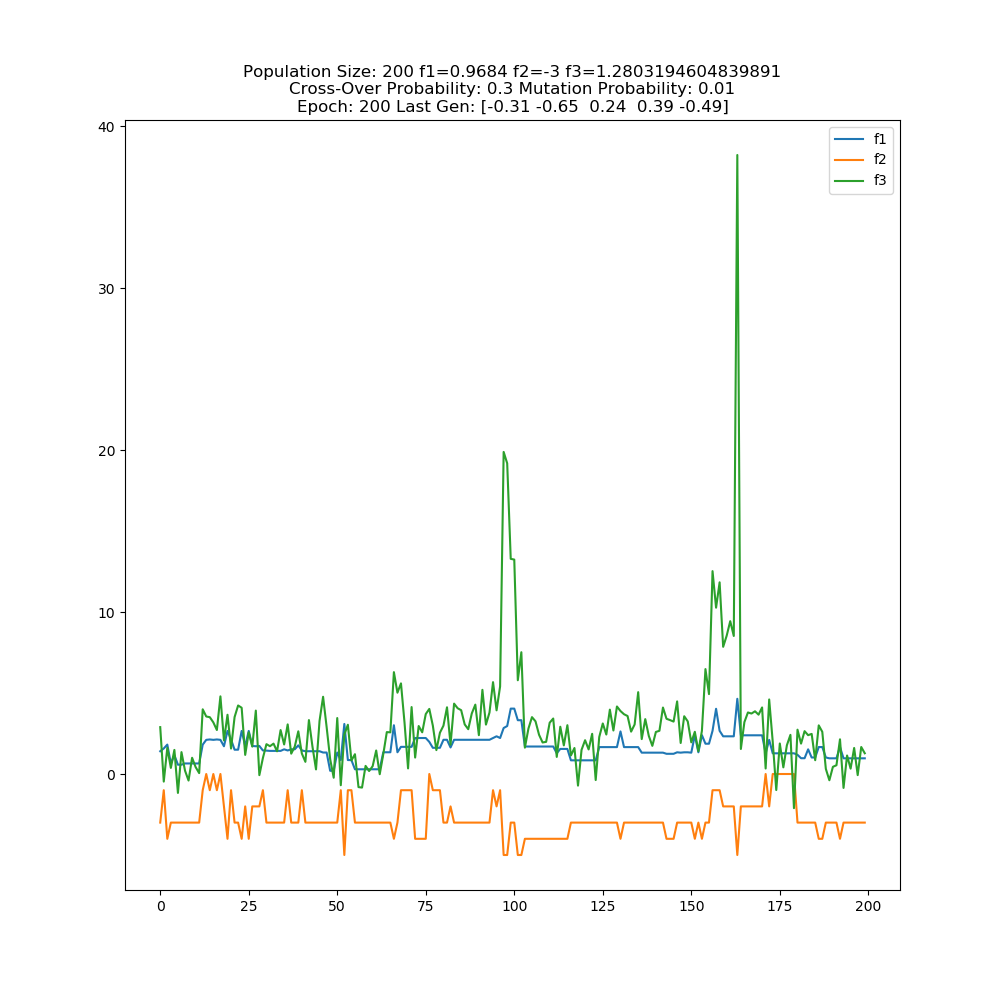 Population Size: 200 f1=0.9684 f2=-3 f3=1.2803194604839891
Cross-Over Probability: 0.3 Mutation Probability: 0.01
Epoch: 200 Last Gen: [-0.31 -0.65  0.24  0.39 -0.49]
f1
f2
f3
40
30
20
10
0
0 25 50 75 100 125 150 175 200